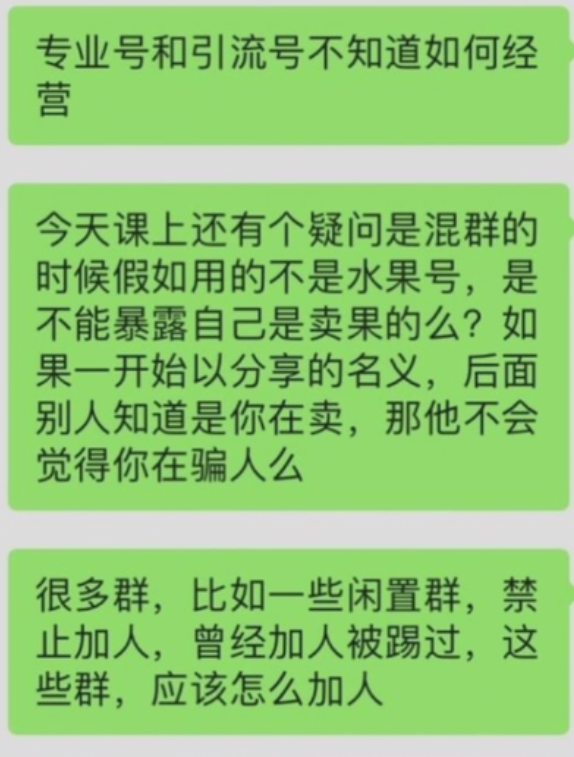 专业号和引流号不知道如何经
营
今天课上还有个疑问是混群的
时候假如用的不是水果号，是
不能暴露自己是卖果的么？如
果一开始以分享的名义，后面
别人知道是你在卖，那他不会
觉得你在骗人么
很多群，比如一些闲置群，禁
止加人，曾经加人被踢过，这
些群，应该怎么加人